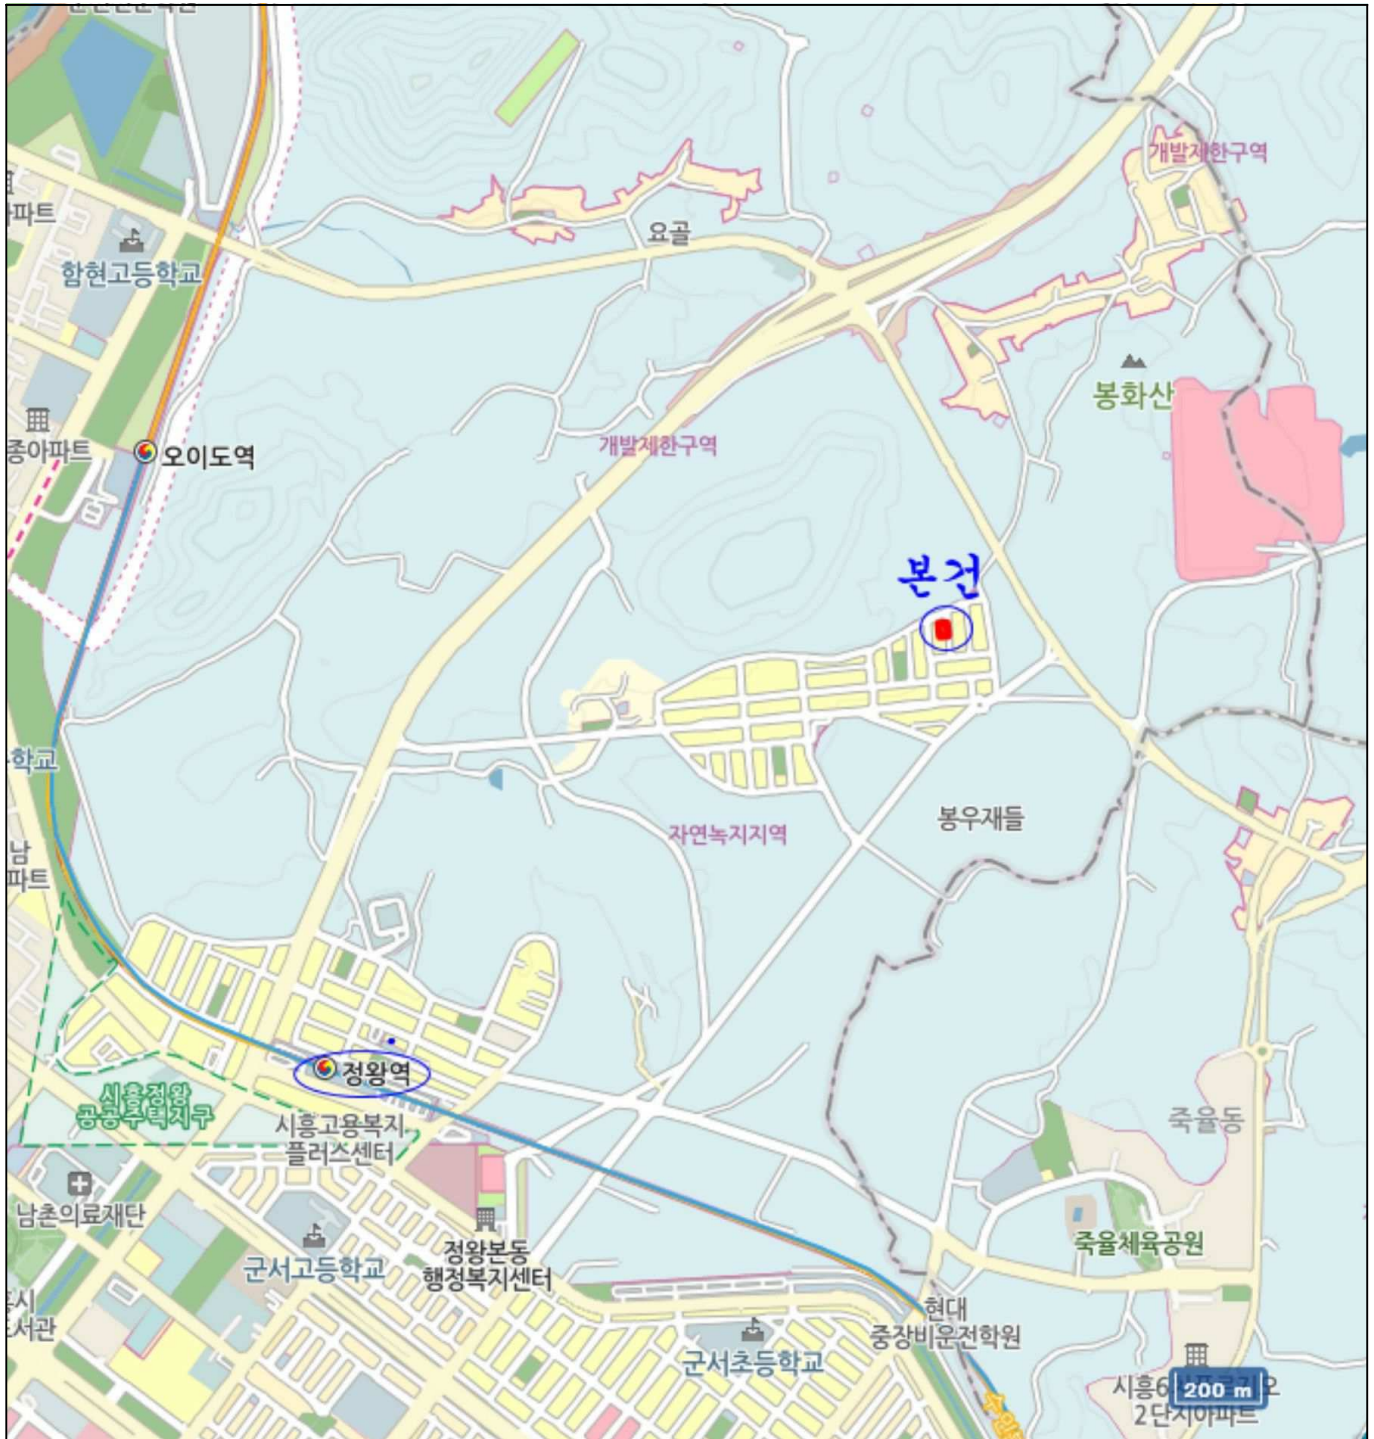 개발제한구역
아파트
요골
함현고등학교
봉화산
종아파트
오이도역
개발제한구역
본건
학교
봉우재들
자연녹지지역
남
파트
정왕역
시흥정왕
공공주택지구
시흥고용복지
플러스센터
죽율동
남촌의료재단
정왕본동
행정복지센터
군서고등학교
죽율체육공원
시
도서관
현대
중장비운전학원
군서초등학교
200 m
2단지아파트